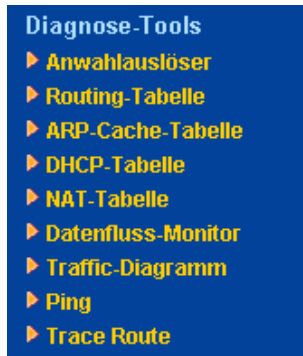 Diagnose-Tools
Anwahlauslöser
Routing-Tabelle
ARP-Cache-Tabelle
DHCP-Tabelle
NAT-Tabelle
Datenfluss-Monitor
Traffic-Diagramm
Ping
Trace Route